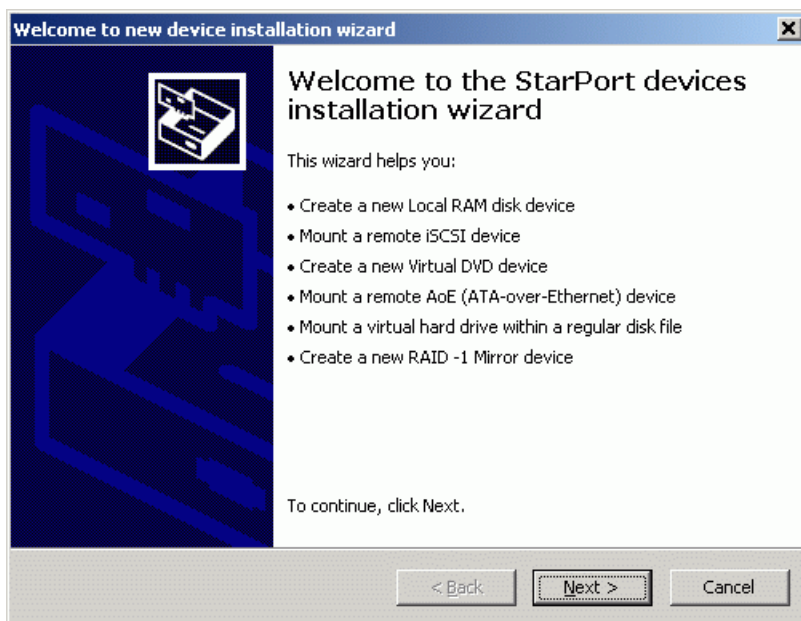 Welcome to new device installation wizard
Welcome to the StarPort devices
installation wizard
This wizard helps you:
• Create a new Local RAM disk device
• Mount a remote iSCSI device
• Create a new Virtual DVD device
• Mount a remote AoE (ATA-over-Ethernet) device
• Mount a virtual hard drive within a regular disk file
• Create a new RAID -1 Mirror device
To continue, click Next.
< Back Next > Cancel